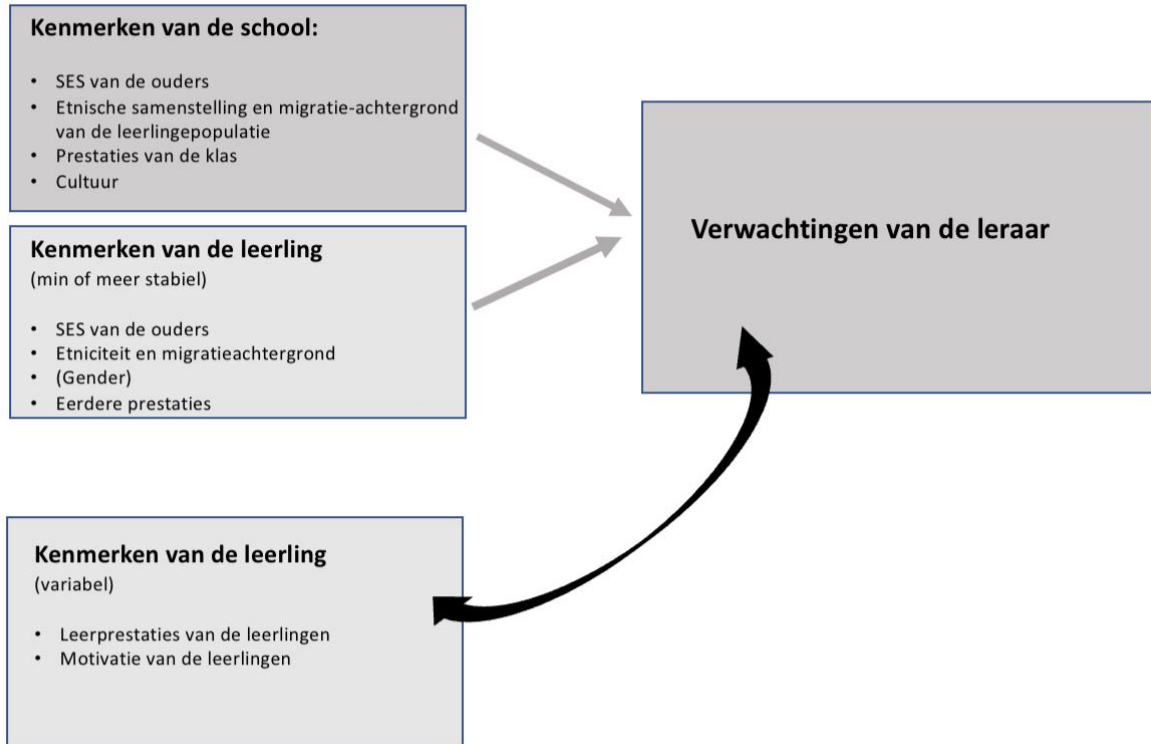 Kenmerken van de school:
• SES van de ouders
• Etnische samenstelling en migratie-achtergrond
van de leerlingepopulatie
• Prestaties van de klas
• Cultuur
Kenmerken van de leerling
(min of meer stabiel)
• SES van de ouders
• Etniciteit en migratieachtergrond
• (Gender)
• Eerdere prestaties
Verwachtingen van de leraar
Kenmerken van de leerling
(variabel)
• Leerprestaties van de leerlingen
• Motivatie van de leerlingen